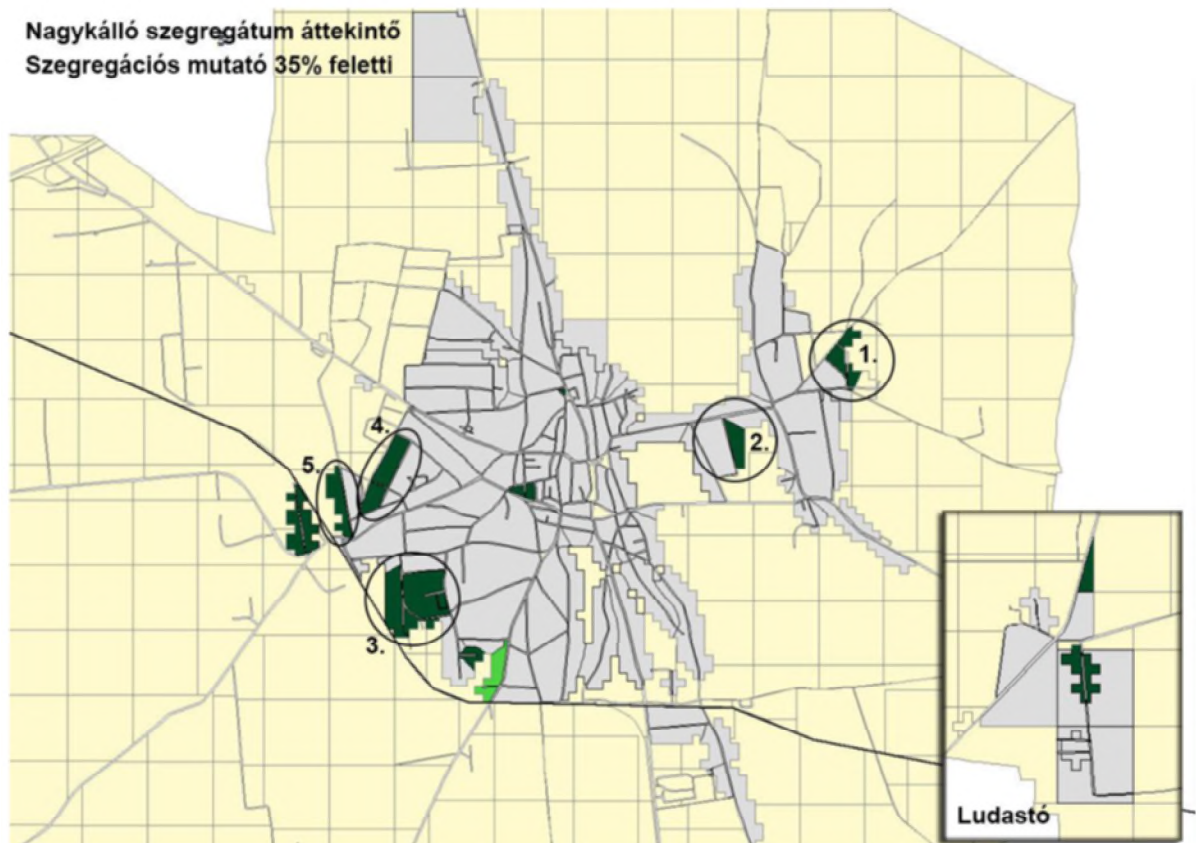 Nagykálló szegregátum áttekintő
Szegregációs mutató 35% feletti
1.
2.
4.
5.
3.
Ludastó